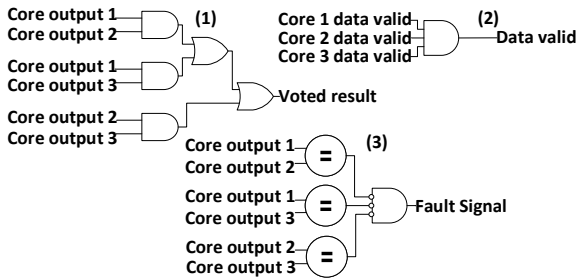 Core output 1
Core output 2
(1)
Core output 1
Core output 3
Core output 2
Core output 3
Voted result
Core 1 data valid
Core 2 data valid
Core 3 data valid
(2)
Data valid
(3)
Core output 1
Core output 2
=
Core output 1
Core output 3
=
Core output 2
Core output 3
=
Fault Signal